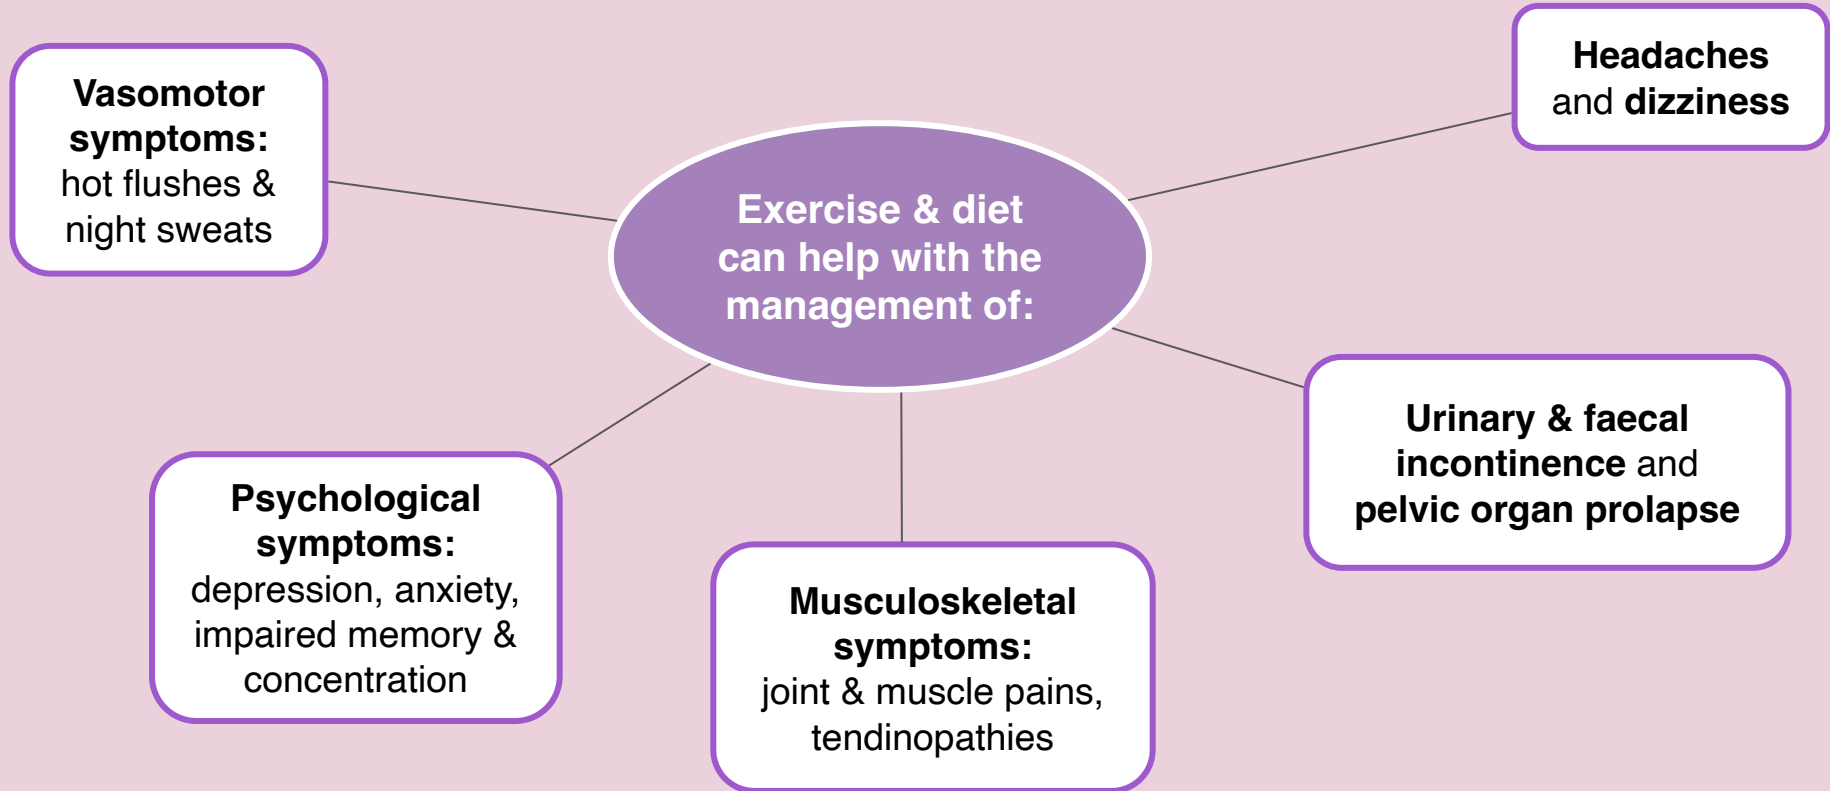 Exercise & diet
can help with the
management of:
Vasomotor
symptoms:
hot flushes &
night sweats
Headaches
and dizziness
Psychological
symptoms:
depression, anxiety,
impaired memory &
concentration
Musculoskeletal
symptoms:
joint & muscle pains,
tendinopathies
Urinary & faecal
incontinence and
pelvic organ prolapse